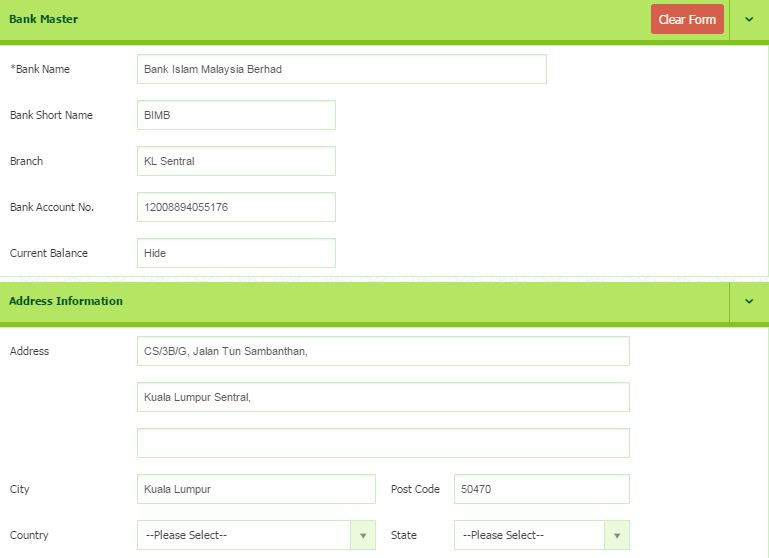 Bank Master Clear Form
*Bank Name Bank Islam Malaysia Berhad
Bank Short Name BIMB
Branch KL Sentral
Bank Account No. 12008894055176
Current Balance Hide
Address Information
Address CS/3B/G, Jalan Tun Sambanthan,
Kuala Lumpur Sentral,
City Kuala Lumpur Post Code 50470
Country --Please Select-- State --Please Select--